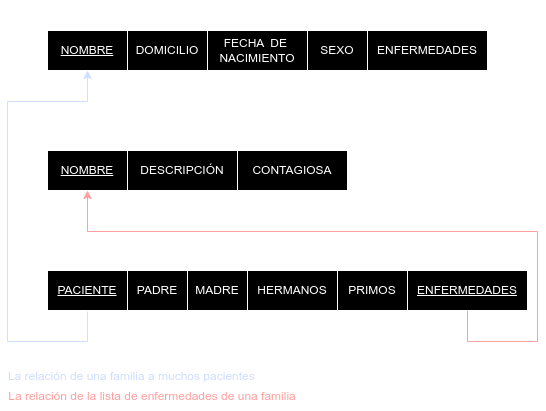 NOMBRE DOMICILIO FECHA DE NACIMIENTO SEXO ENFERMEDADES
NOMBRE DESCRIPCIÓN CONTAGIOSA
PACIENTE PADRE MADRE HERMANOS PRIMOS ENFERMEDADES
La relación de una familia a muchos pacientes
La relación de la lista de enfermedades de una familia